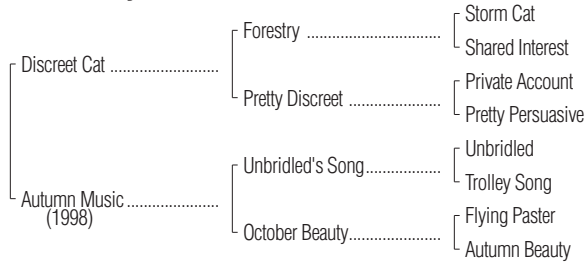 Storm Cat
Forestry ..................................
Shared Interest
Discreet Cat ...........................
Private Account
Pretty Discreet .......................
Pretty Persuasive
Unbridled
Unbridled's Song...................
Trolley Song
Autumn Music .......................
(1998)
Flying Paster
October Beauty.......................
Autumn Beauty